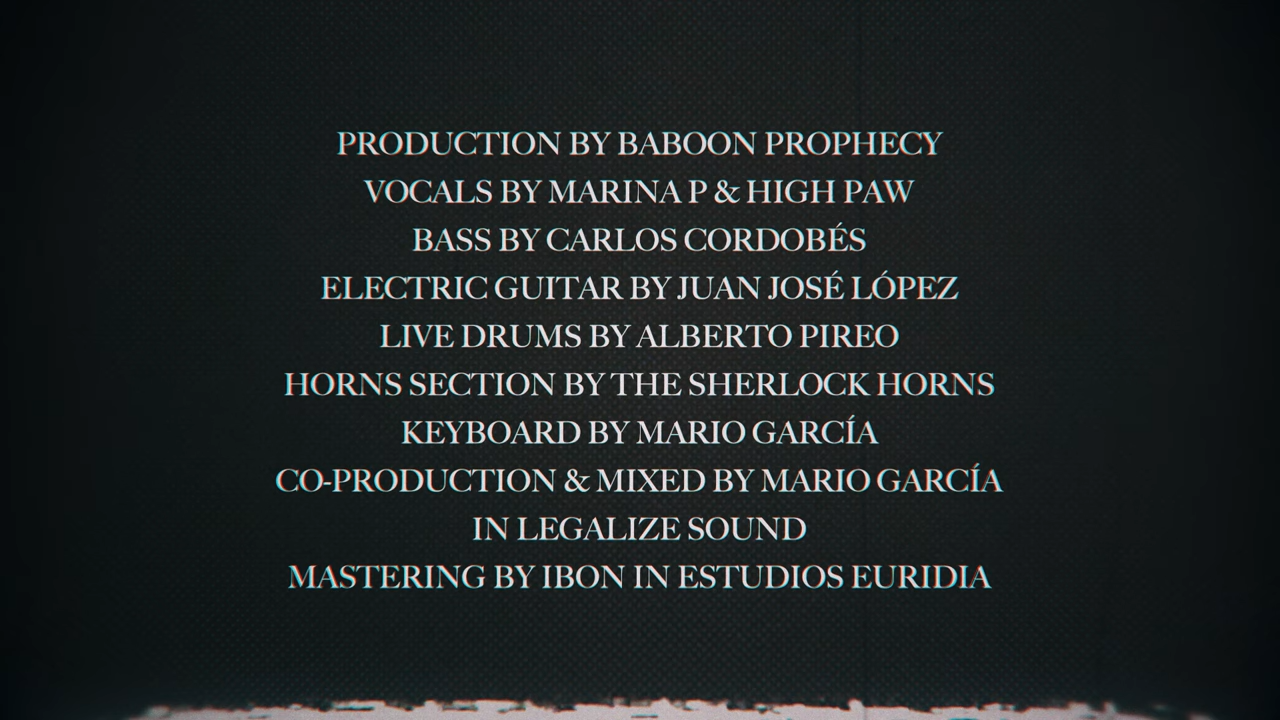 PRODUCTION BY BABOON PROPHECY
VOCALS BY MARINA P & HIGH PAW
BASS BY CARLOS CORDOBÉS
ELECTRIC GUITAR BY JUAN JOSÉ LÓPEZ
LIVE DRUMS BY ALBERTO PIREO
HORNS SECTION BY THE SHERLOCK HORNS
KEYBOARD BY MARIO GARCÍA
CO-PRODUCTION & MIXED BY MARIO GARCÍA
IN LEGALIZE SOUND
MASTERING BY IBON IN ESTUDIOS EURIDIA